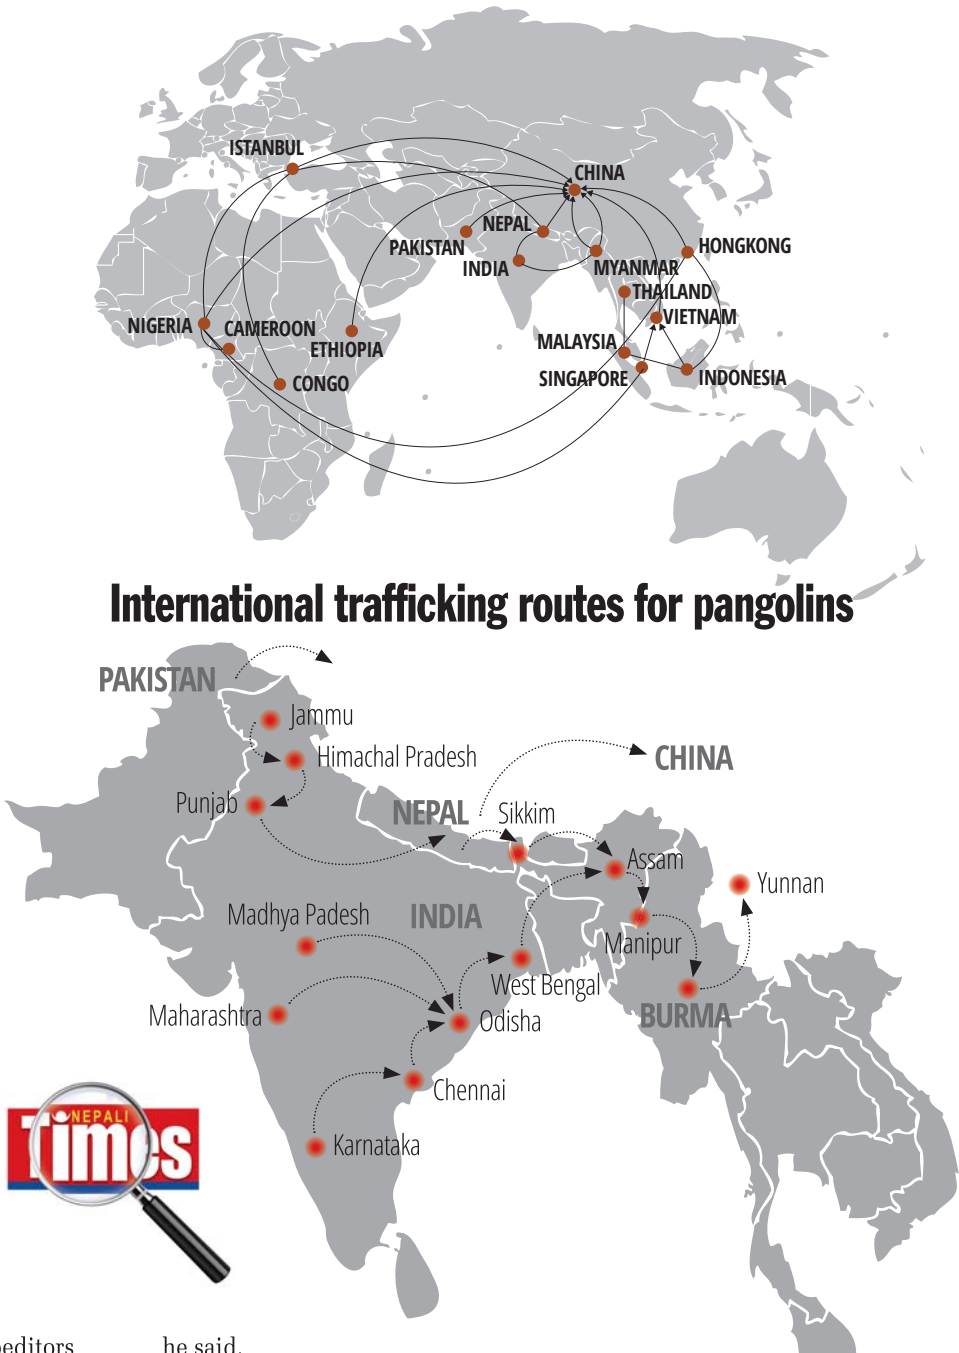 ISTANBUL
CHINA
NEPAL
PAKISTAN
INDIA
HONGKONG
MYANMAR
THAILAND
NIGERIA
CAMEROON
VIETNAM
ETHIOPIA
MALAYSIA
SINGAPORE
INDONESIA
CONGO
International trafficking routes for pangolins
PAKISTAN
Jammu
Himachal Pradesh
CHINA
Punjab
NEPAL
Sikkim
Assam
Yunnan
Madhya Padesh
INDIA
Manipur
West Bengal
Maharashtra
Odisha
BURMA
Chennai
Karnataka
NEPALI
Times
he said.